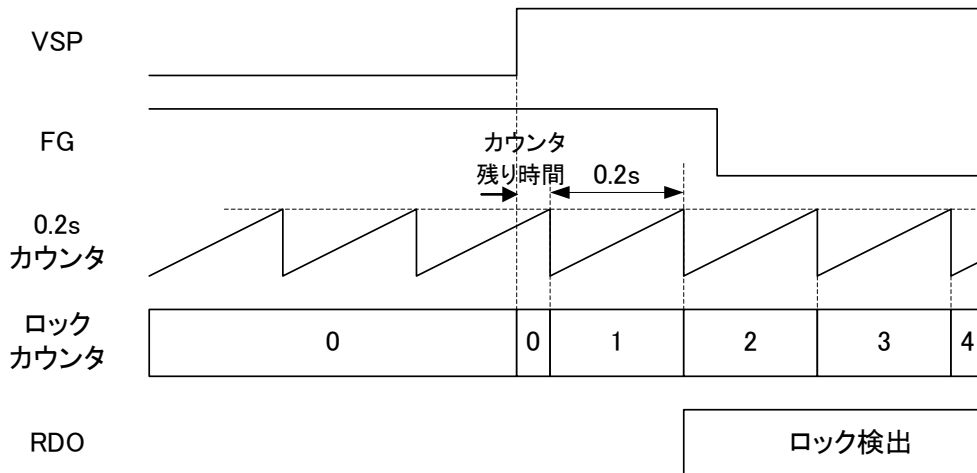 VSP
FG
カウンタ
残り時間
0.2s
0.2s
カウンタ
ロック
カウンタ
0
0
1
2
3
4
RDO
ロック検出